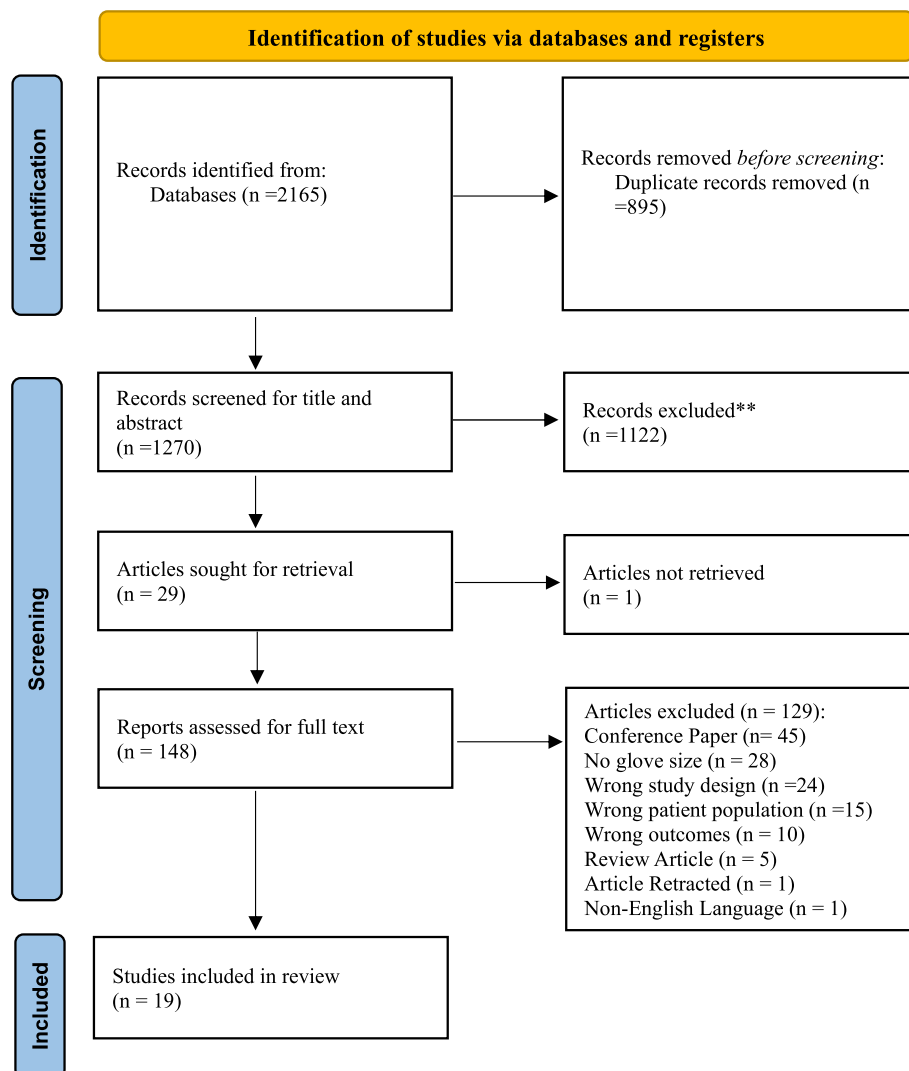 Identification of studies via databases and registers
Identification
Records identified from:
Databases (n =2165)
Records removed before screening:
Duplicate records removed (n
=895)
Screening
Records screened for title and
abstract
(n =1270)
Records excluded**
(n =1122)
Articles sought for retrieval
(n = 29)
Articles not retrieved
(n = 1)
Reports assessed for full text
(n = 148)
Articles excluded (n = 129):
Conference Paper (n= 45)
No glove size (n = 28)
Wrong study design (n =24)
Wrong patient population (n =15)
Wrong outcomes (n = 10)
Review Article (n = 5)
Article Retracted (n = 1)
Non-English Language (n = 1)
Included
Studies included in review
(n = 19)